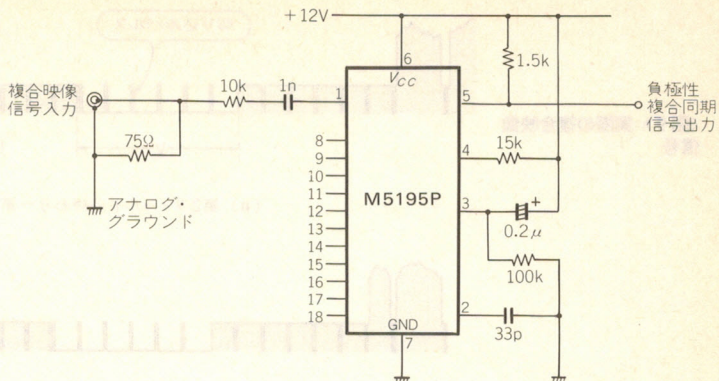 +12V
複合映像
信号入力
10k
1n
1
75Ω
アナログ・
グラウンド
6
VCC
M5195P
GND
7
8
9
10
11
12
13
14
15
16
17
18
5
4
3
2
1.5k
15k
+
0.2μ
100k
33p
負極性
複合同期
信号出力